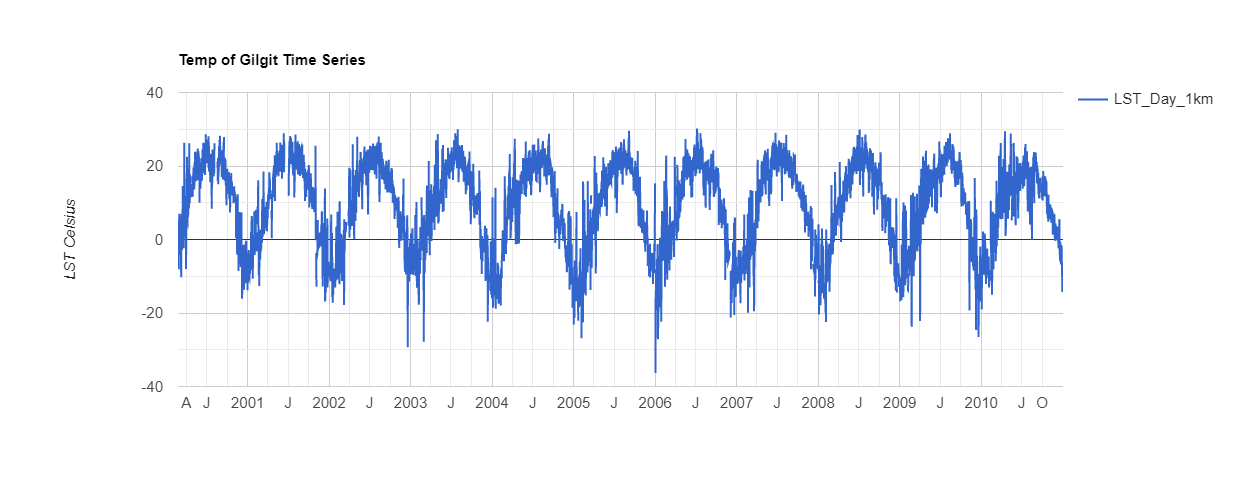 Temp of Gilgit Time Series
LST_Day_1km
LST Celsius
40
20
0
-20
-40
A J 2001 J 2002 J 2003 J 2004 J 2005 J 2006 J 2007 J 2008 J 2009 J 2010 J O